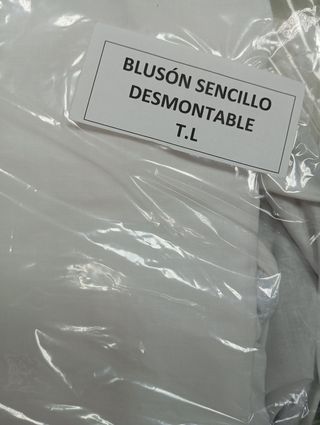 BLUSÓN SENCILLO
DESMONTABLE
T.L